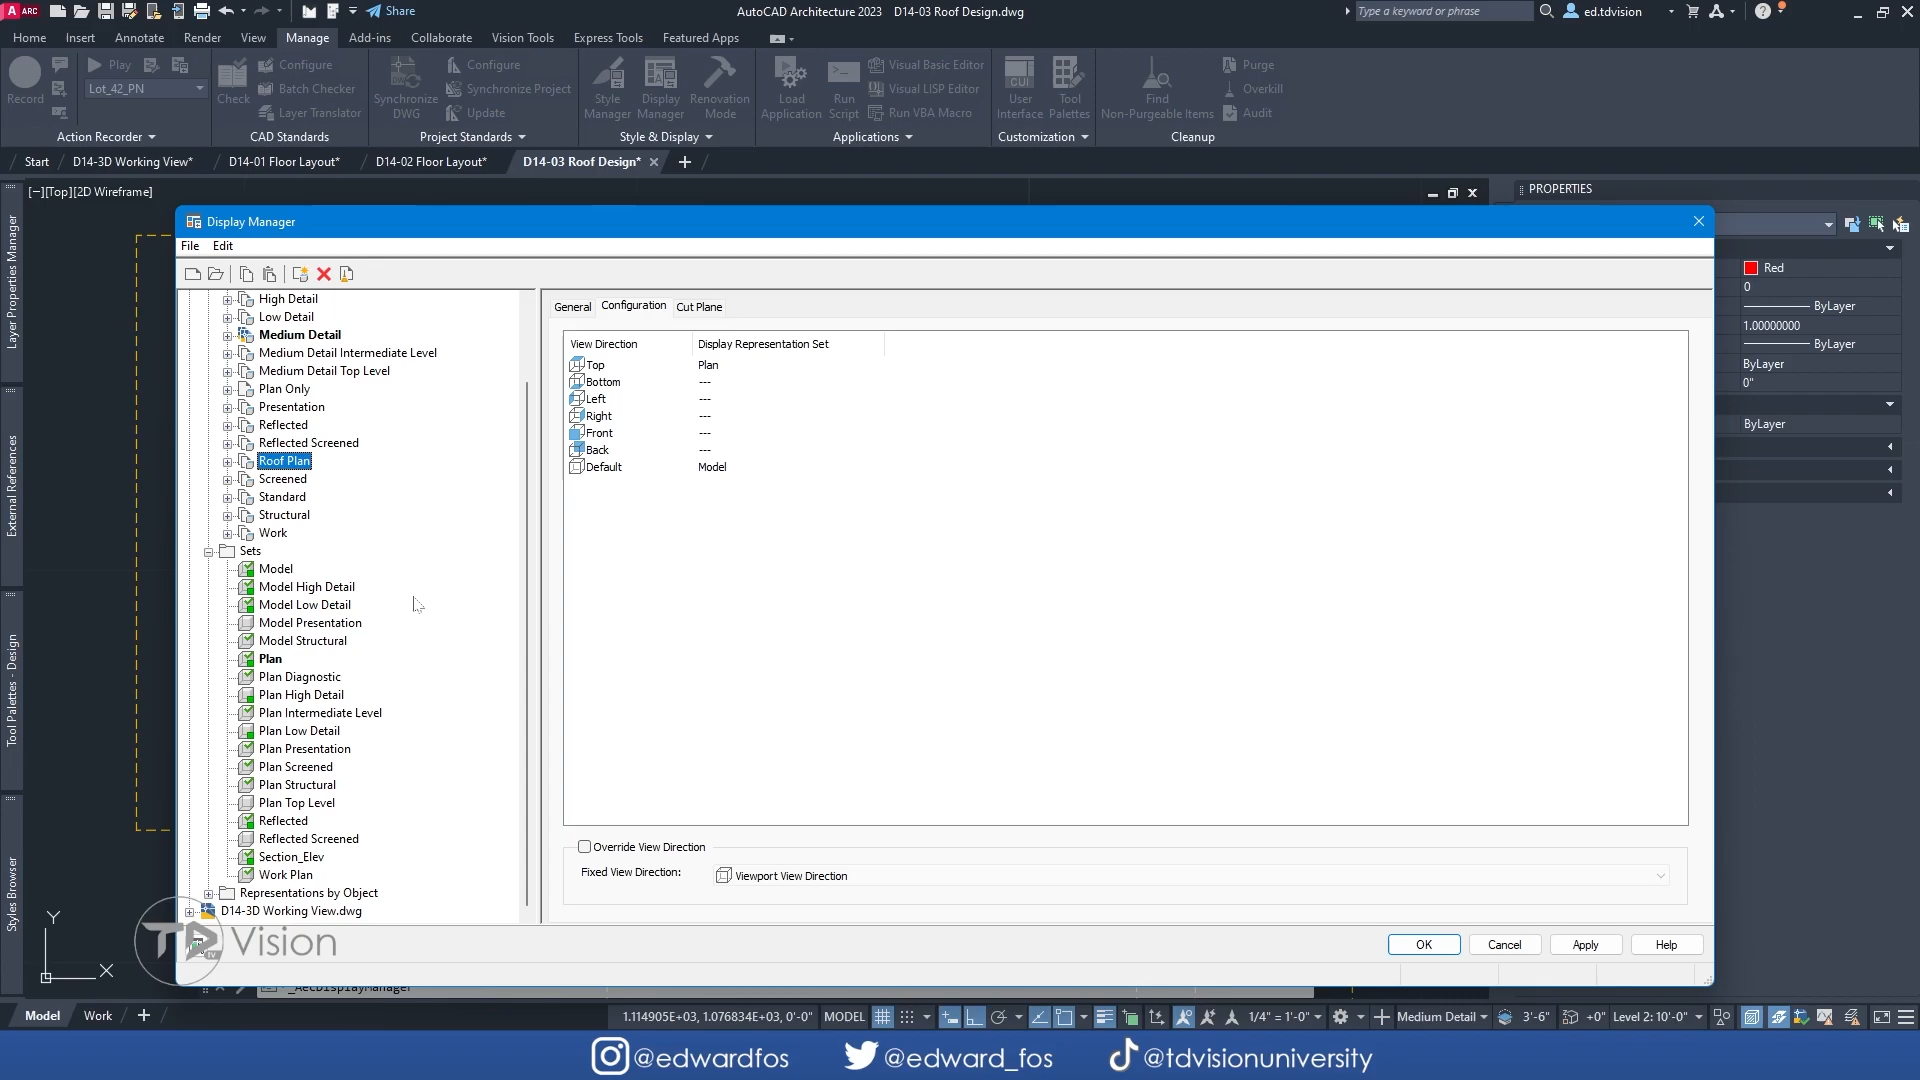 ARC
Share
AutoCAD Architecture 2023 D14-03 Roof Design.dwg
Type a keyword or phrase
ed.tdvision
Home Insert Annotate Render View Manage Add-ins Collaborate Vision Tools Express Tools Featured Apps
Record
Play
Lot_42_PN
Action Recorder
Check
Configure
Batch Checker
Layer Translator
CAD Standards
Synchronize DWG
Configure
Synchronize Project
Update
Project Standards
Style Manager
Display Manager
Renovation Mode
Style & Display
Load Application
Run Script
Visual Basic Editor
Visual LISP Editor
Run VBA Macro
Applications
CUI
User Interface
Tool Palettes
Customization
Find Non-Purgeable Items
Purge
Overkill
Audit
Cleanup
Start D14-3D Working View* D14-01 Floor Layout* D14-02 Floor Layout* D14-03 Roof Design*
[−][Top][2D Wireframe]
Layer Properties Manager
External References
Tool Palettes - Design
Styles Browser
PROPERTIES
Red
0
ByLayer
1.00000000
ByLayer
ByLayer
0"
ByLayer
Display Manager
File Edit
High Detail
Low Detail
Medium Detail
Medium Detail Intermediate Level
Medium Detail Top Level
Plan Only
Presentation
Reflected
Reflected Screened
Roof Plan
Screened
Standard
Structural
Work
Sets
Model
Model High Detail
Model Low Detail
Model Presentation
Model Structural
Plan
Plan Diagnostic
Plan High Detail
Plan Intermediate Level
Plan Low Detail
Plan Presentation
Plan Screened
Plan Structural
Plan Top Level
Reflected
Reflected Screened
Section_Elev
Work Plan
Representations by Object
D14-3D Working View.dwg
General Configuration Cut Plane
View Direction Display Representation Set
Top Plan
Bottom ---
Left ---
Right ---
Front ---
Back ---
Default Model
Override View Direction
Fixed View Direction: Viewport View Direction
OK Cancel Apply Help
TD Vision
tv
Y
X
_AecDisplayManager
Model Work
1.114905E+03, 1.076834E+03, 0'-0" MODEL 1/4" = 1'-0" Medium Detail 3'-6" +0" Level 2: 10'-0"
@edwardfos @edward_fos @tdvisionuniversity